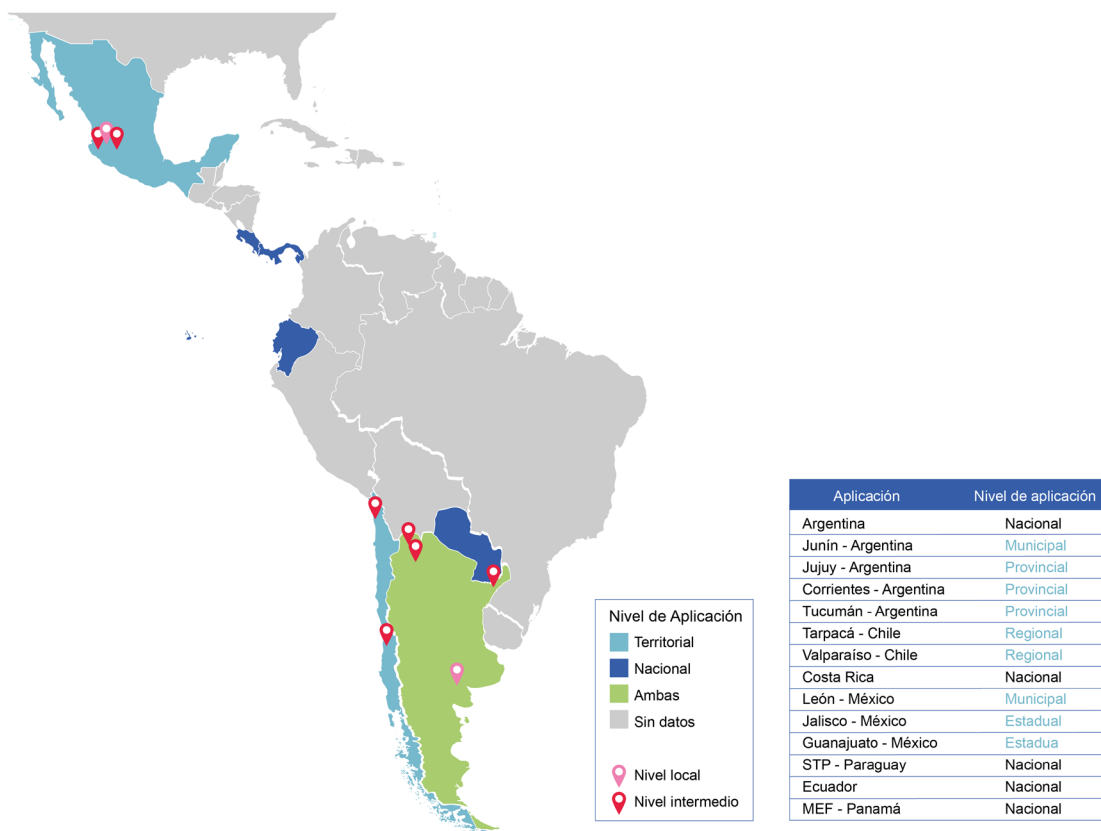 Nivel de Aplicación
Territorial
Nacional
Ambas
Sin datos
Nivel local
Nivel intermedio
Aplicación Nivel de aplicación
Argentina Nacional
Junín - Argentina Municipal
Jujuy - Argentina Provincial
Corrientes - Argentina Provincial
Tucumán - Argentina Provincial
Tarpacá - Chile Regional
Valparaíso - Chile Regional
Costa Rica Nacional
León - México Municipal
Jalisco - México Estadual
Guanajuato - México Estadua
STP - Paraguay Nacional
Ecuador Nacional
MEF - Panamá Nacional